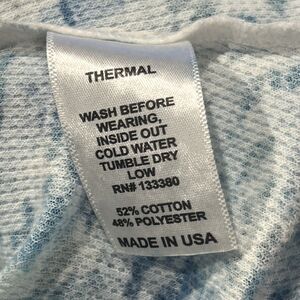 THERMAL
WASH BEFORE
WEARING,
INSIDE OUT
COLD WATER
TUMBLE DRY
LOW
RN# 133380
52% COTTON
48% POLYESTER
MADE IN USA